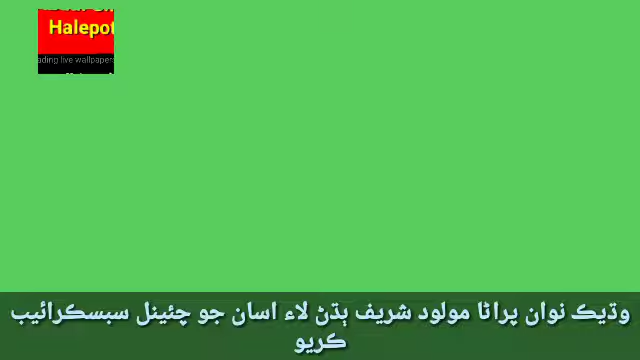 Halepot
ading live wallpapers
وڌيڪ نوان پراڻا مولود شريف ٻڌڻ لاء اسان جو چئينل سبسڪرائيب
ڪريو